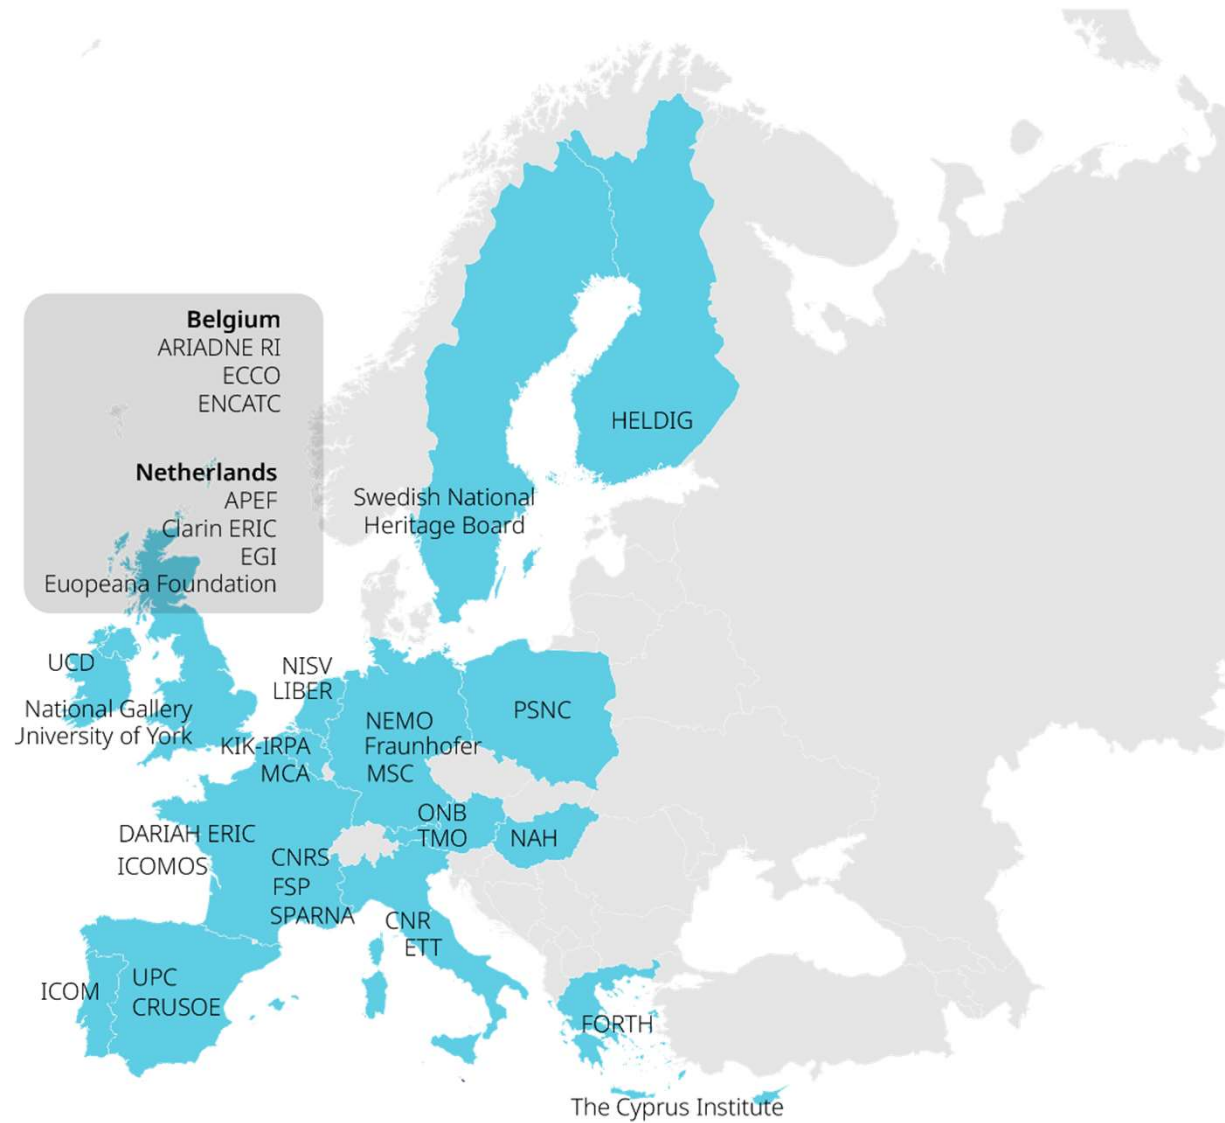 Belgium
ARIADNE RI
ECCO
ENCATC
Netherlands
APEF
Clarin ERIC
EGI
Euopeana Foundation
HELDIG
Swedish National
Heritage Board
UCD
National Gallery
University of York
NISV
LIBER
KIK-IRPA
MCA
NEMO
Fraunhofer
MSC
PSNC
ONB
TMO
NAH
DARIAH ERIC
ICOMOS
CNRS
FSP
SPARNA
CNR
ETT
ICOM
UPC
CRUSOE
FORTH
The Cyprus Institute